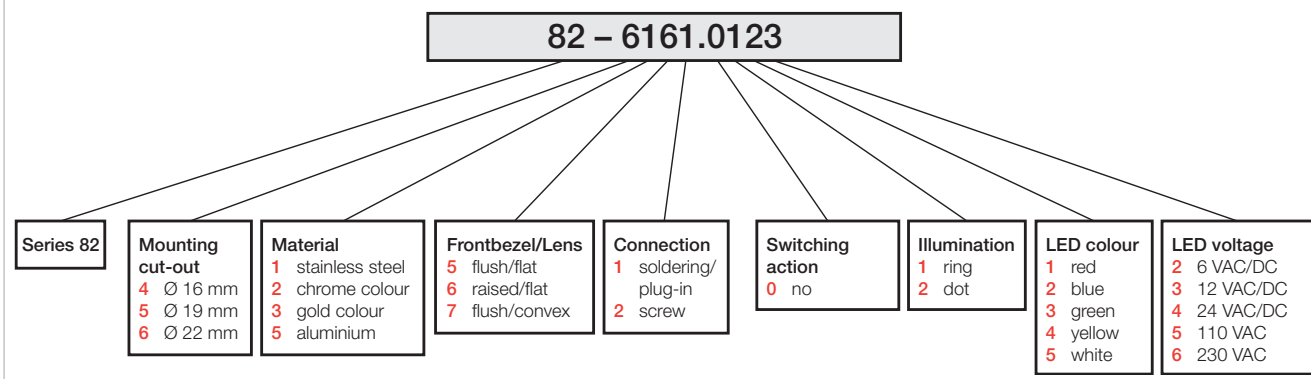 82 – 6161.0123
Series 82
Mounting
cut-out
4 Ø 16 mm
5 Ø 19 mm
6 Ø 22 mm
Material
1 stainless steel
2 chrome colour
3 gold colour
5 aluminium
Frontbezel/Lens
5 flush/flat
6 raised/flat
7 flush/convex
Connection
1 soldering/
plug-in
2 screw
Switching
action
0 no
Illumination
1 ring
2 dot
LED colour
1 red
2 blue
3 green
4 yellow
5 white
LED voltage
2 6 VAC/DC
3 12 VAC/DC
4 24 VAC/DC
5 110 VAC
6 230 VAC